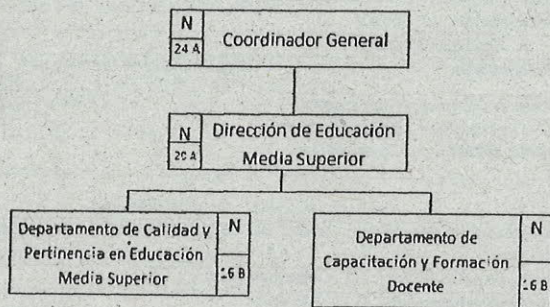 N
24 A
Coordinador General
N
20 A
Dirección de Educación
Media Superior
Departamento de Calidad y
Pertinencia en Educación
Media Superior
N
16 B
Departamento de
Capacitación y Formación
Docente
N
16 B